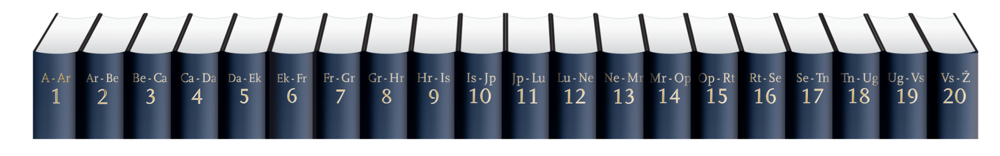 A - Ar
1
Ar - Be
2
Be - Ca
3
Ca - Da
4
Da - Ek
5
Ek - Fr
6
Fr - Gr
7
Gr - Hr
8
Hr - Is
9
Is - Jp
10
Jp - Lu
11
Lu - Ne
12
Ne - Mr
13
Mr - Op
14
Op - Rt
15
Rt - Se
16
Se - Tn
17
Tn - Ug
18
Ug - Vs
19
Vs - Ž
20